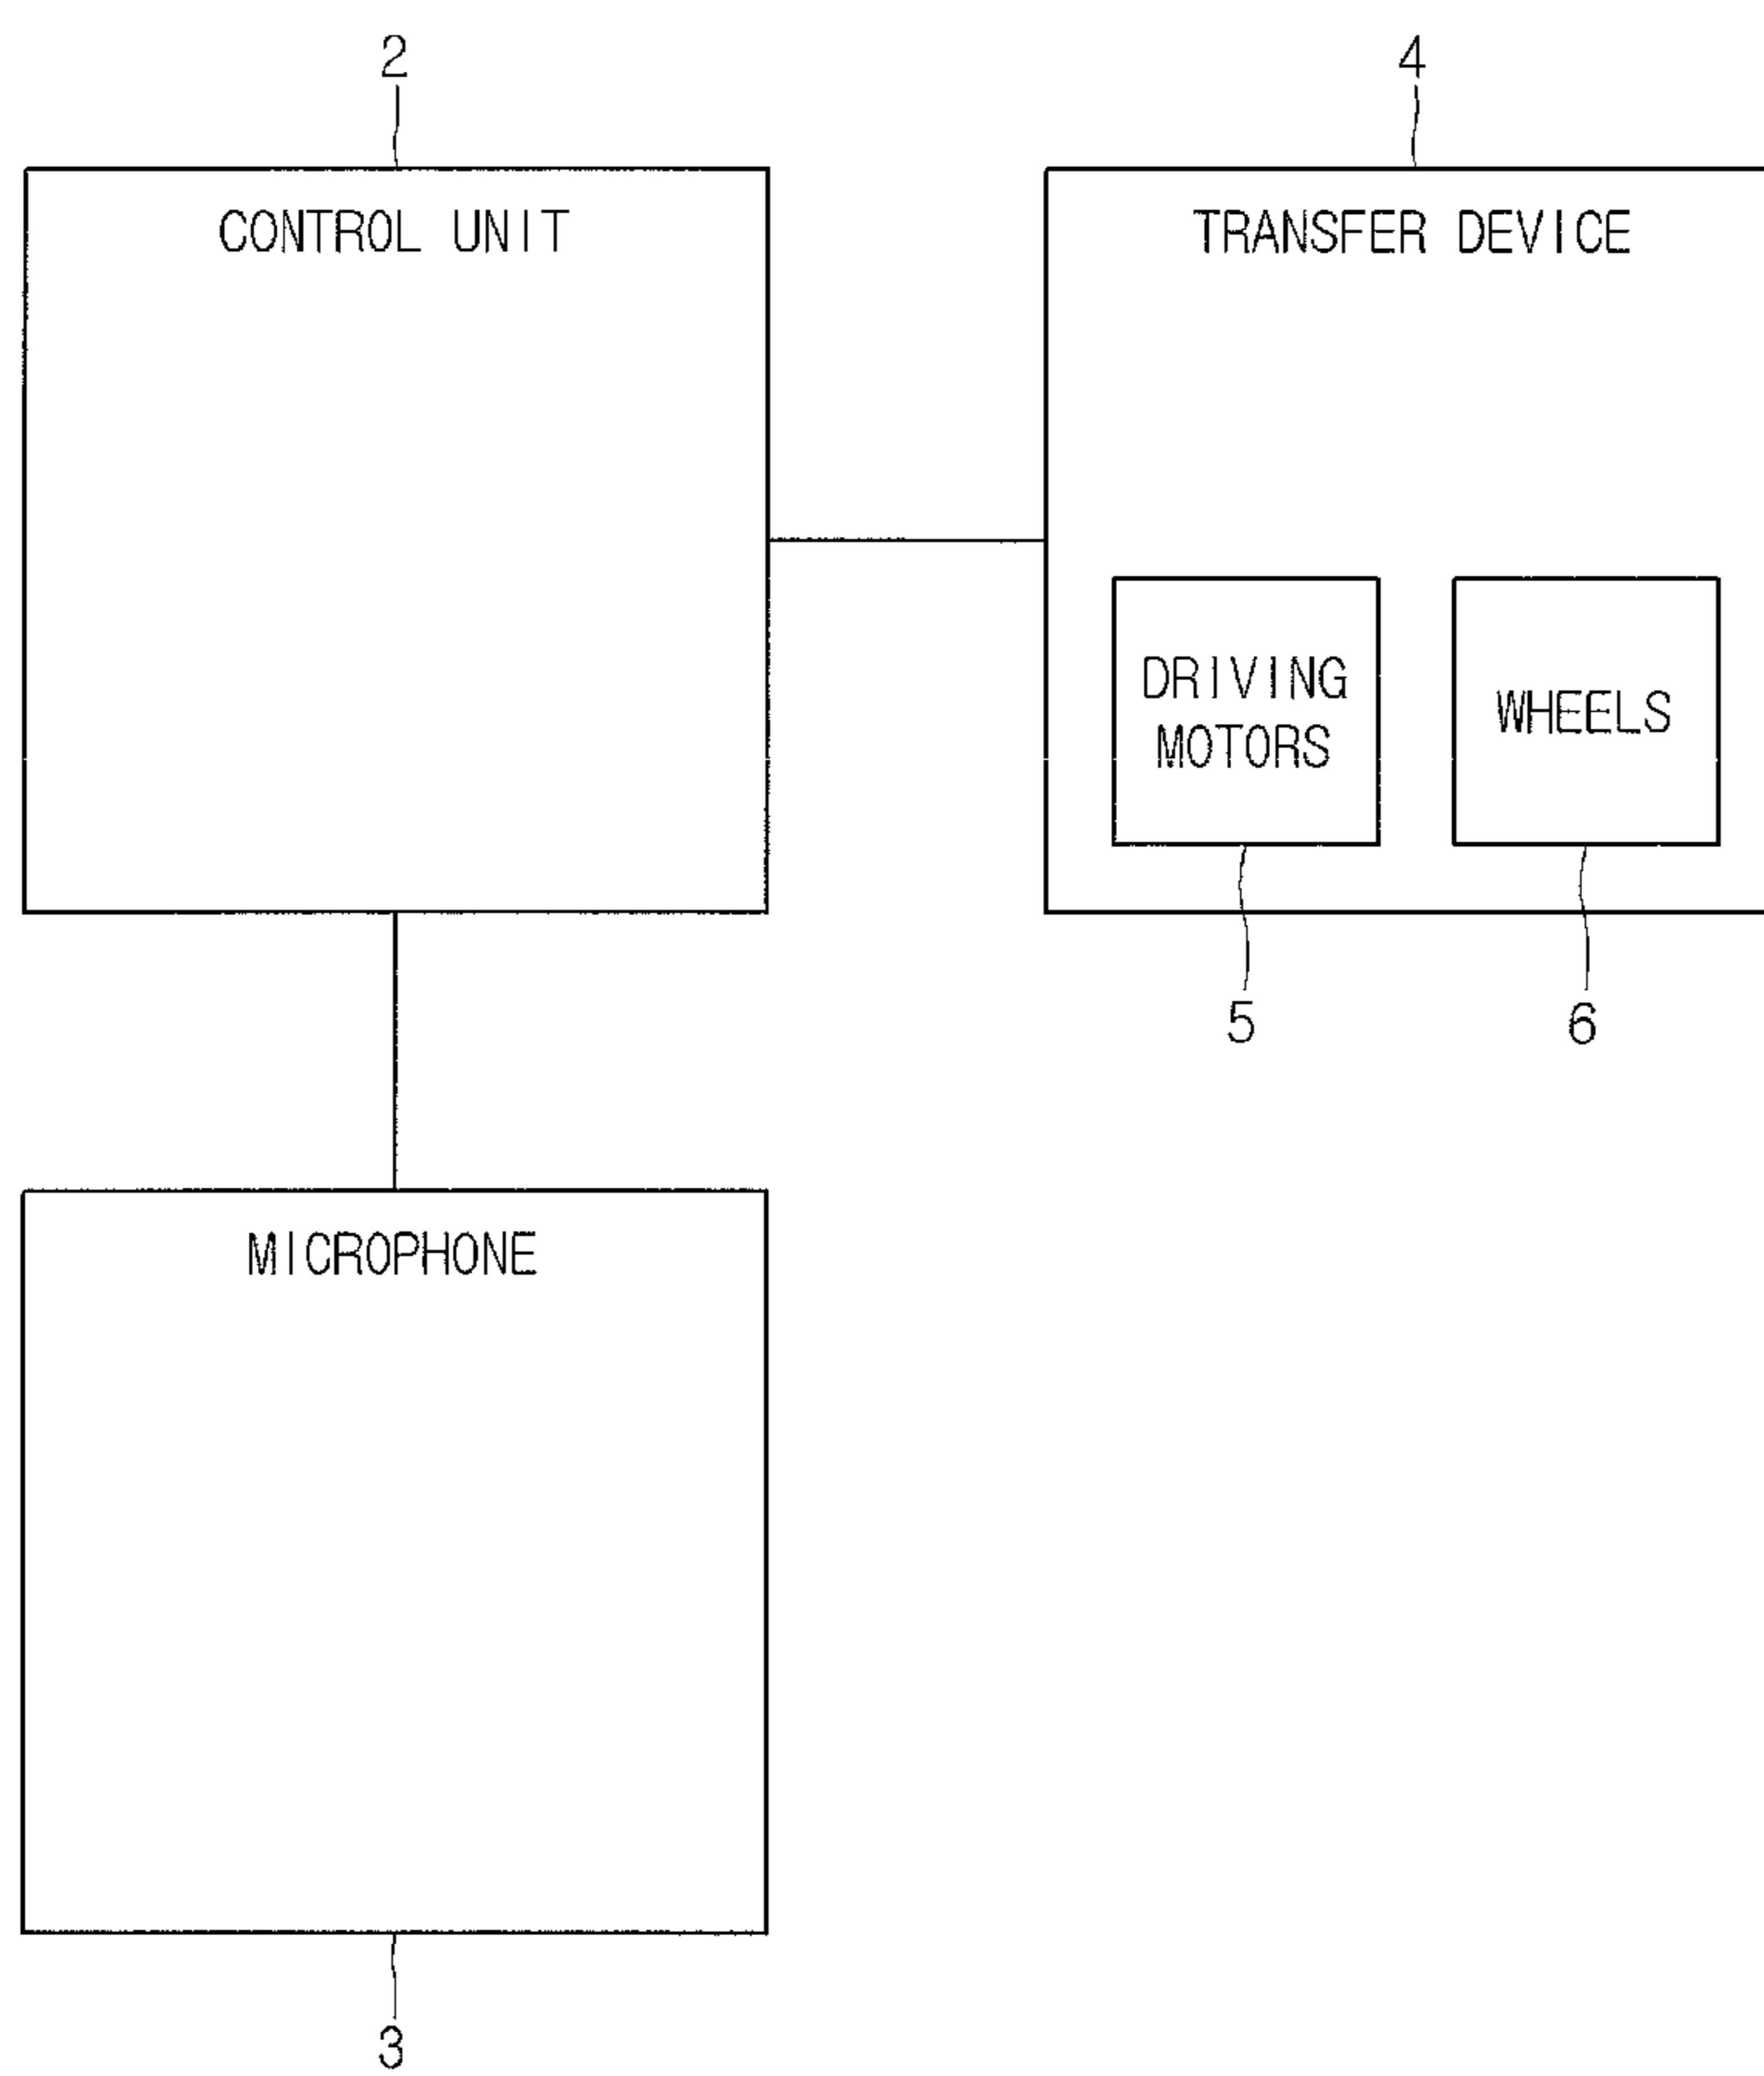 2
4
CONTROL UNIT
TRANSFER DEVICE
DRIVING
MOTORS
WHEELS
5
6
MICROPHONE
3